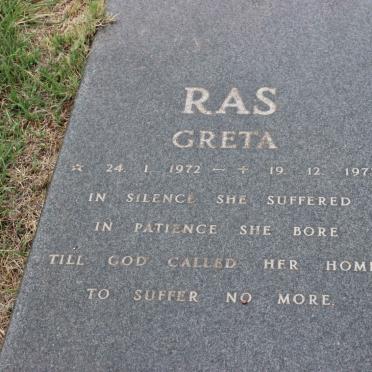 RAS
GRETA
☆ 24. 1. 1972 — + 19. 12. 197
IN SILENCE SHE SUFFERED
IN PATIENCE SHE BORE
TILL GOD CALLED HER HOME
TO SUFFER NO MORE.